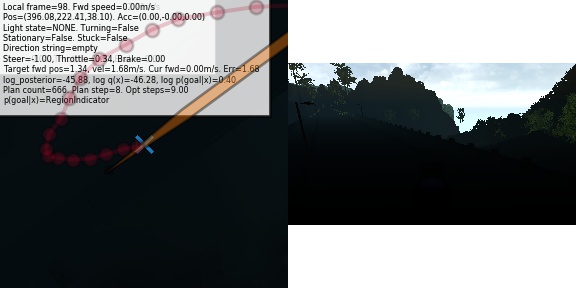 Local frame=98. Fwd speed=0.00m/s
Pos=(396.08,222.41,38.10). Acc=(0.00,-0.00,0.00)
Light state=NONE. Turning=False
Stationary=False. Stuck=False
Direction string=empty
Steer=-1.00, Throttle=0.34, Brake=0.00
Target fwd pos=1.34, vel=1.68m/s. Cur fwd=0.00m/s. Err=1.68
log_posterior=-45.88, log q(x)=-46.28, log p(goal|x)=0.40
Plan count=666. Plan step=8. Opt steps=9.00
p(goal|x)=RegionIndicator